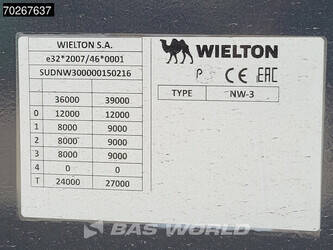 70267637
WIELTON S.A.
e32*2007/46*0001
SUDNW300000150216
36000 39000
0 12000 12000
1 8000 9000
2 8000 9000
3 8000 9000
4 0 0
T 24000 27000
WIELTON
CE EAC
TYPE NW-3
BAS WORLD